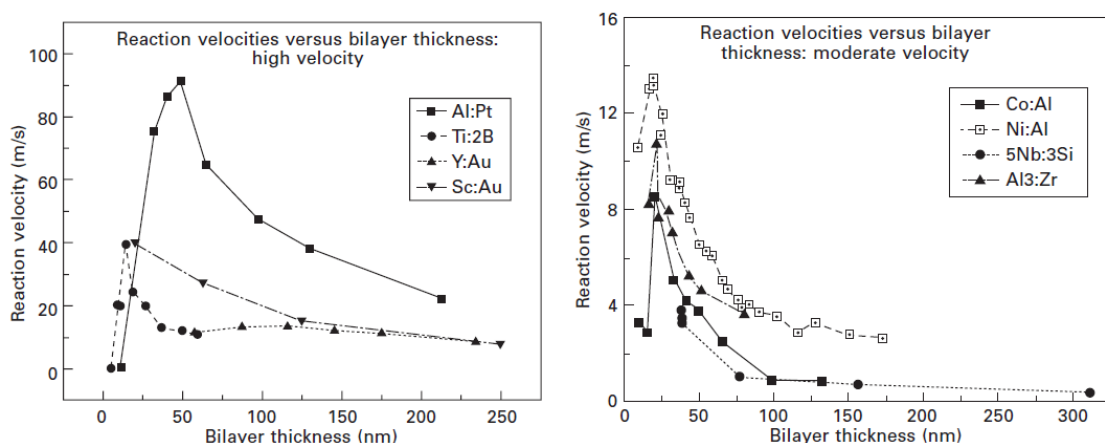 Reaction velocities versus bilayer thickness:
high velocity
100
80
60
40
20
0
Reaction velocity (m/s)
Al:Pt
Ti:2B
Y:Au
Sc:Au
0 50 100 150 200 250
Bilayer thickness (nm)
Reaction velocities versus bilayer
thickness: moderate velocity
16
12
8
4
0
Reaction velocity (m/s)
Co:Al
Ni:Al
5Nb:3Si
Al3:Zr
0 50 100 150 200 250 300
Bilayer thickness (nm)